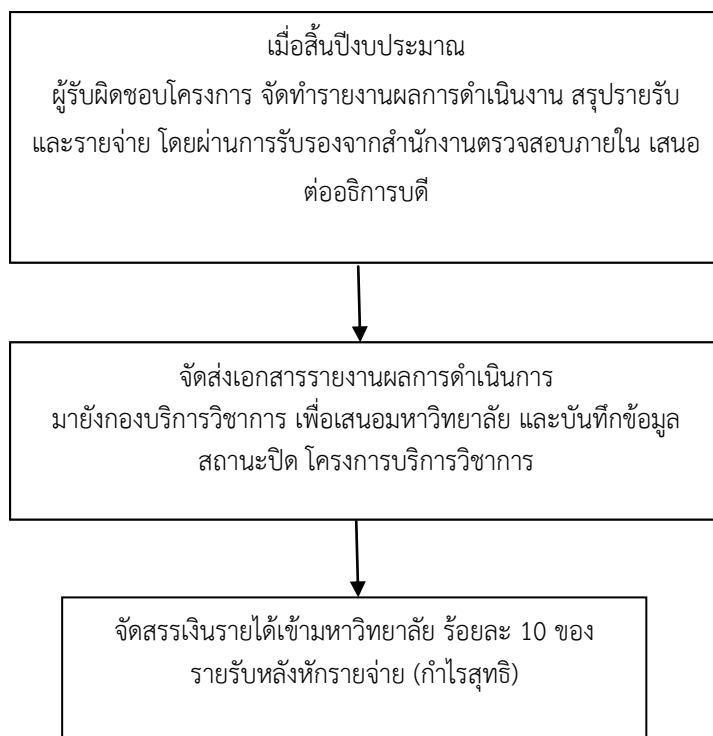 เมื่อสิ้นปีงบประมาณ
ผู้รับผิดชอบโครงการ จัดทำรายงานผลการดำเนินงาน สรุปรายรับ
และรายจ่าย โดยผ่านการรับรองจากสำนักงานตรวจสอบภายใน เสนอ
ต่ออธิการบดี
จัดส่งเอกสารรายงานผลการดำเนินการ
มายังกองบริการวิชาการ เพื่อเสนอมหาวิทยาลัย และบันทึกข้อมูล
สถานะปิด โครงการบริการวิชาการ
จัดสรรเงินรายได้เข้ามหาวิทยาลัย ร้อยละ 10 ของ
รายรับหลังหักรายจ่าย (กำไรสุทธิ)